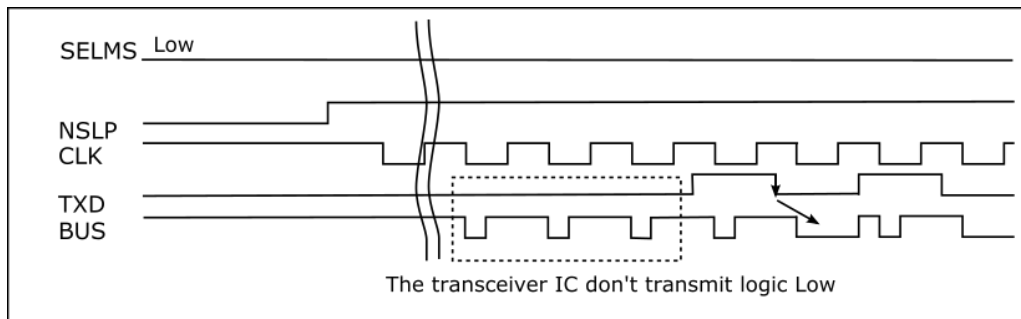 SELMS Low
NSLP
CLK
TXD
BUS
The transceiver IC don't transmit logic Low